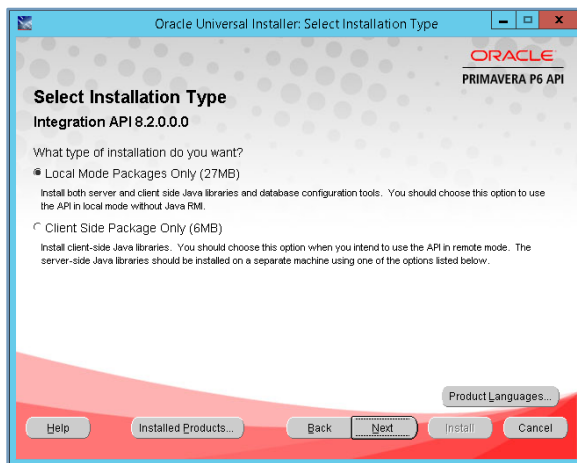 Oracle Universal Installer: Select Installation Type
ORACLE
PRIMAVERA P6 API
Select Installation Type
Integration API 8.2.0.0.0
What type of installation do you want?
Local Mode Packages Only (27MB)
Install both server and client side Java libraries and database configuration tools. You should choose this option to use
the API in local mode without Java RMI.
Client Side Package Only (6MB)
Install client-side Java libraries. You should choose this option when you intend to use the API in remote mode. The
server-side Java libraries should be installed on a separate machine using one of the options listed below.
Product Languages...
Help
Installed Products...
Back
Next
Install
Cancel